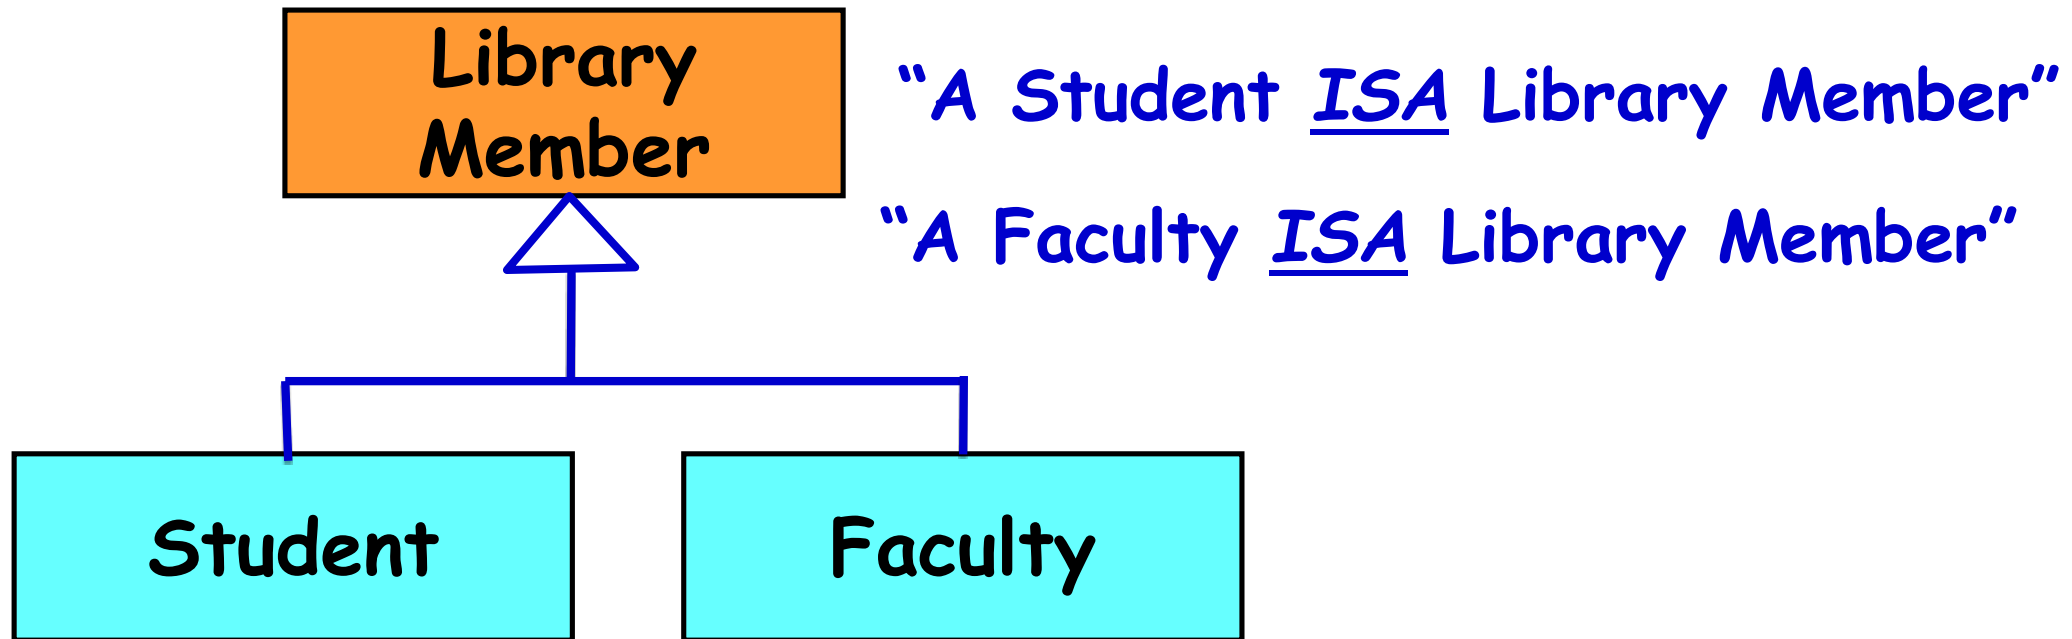 Library
Member
“A Student ISA Library Member”
“A Faculty ISA Library Member”
Student
Faculty